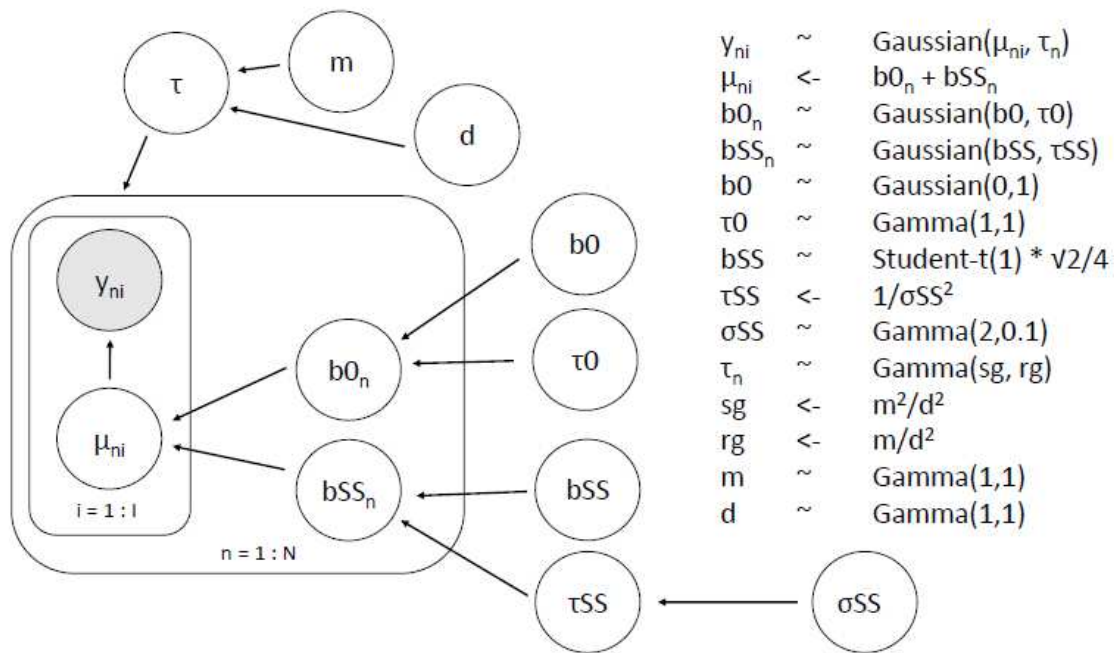 τ
m
d
y_ni
μ_ni
i = 1 : I
b0_n
bSS_n
n = 1 : N
b0
τ0
bSS
τSS
σSS
y_ni ~ Gaussian(μ_ni, τ_n)
μ_ni <- b0_n + bSS_n
b0_n ~ Gaussian(b0, τ0)
bSS_n ~ Gaussian(bSS, τSS)
b0 ~ Gaussian(0,1)
τ0 ~ Gamma(1,1)
bSS ~ Student-t(1) * √2/4
τSS <- 1/σSS²
σSS ~ Gamma(2,0.1)
τ_n ~ Gamma(sg, rg)
sg <- m²/d²
rg <- m/d²
m ~ Gamma(1,1)
d ~ Gamma(1,1)